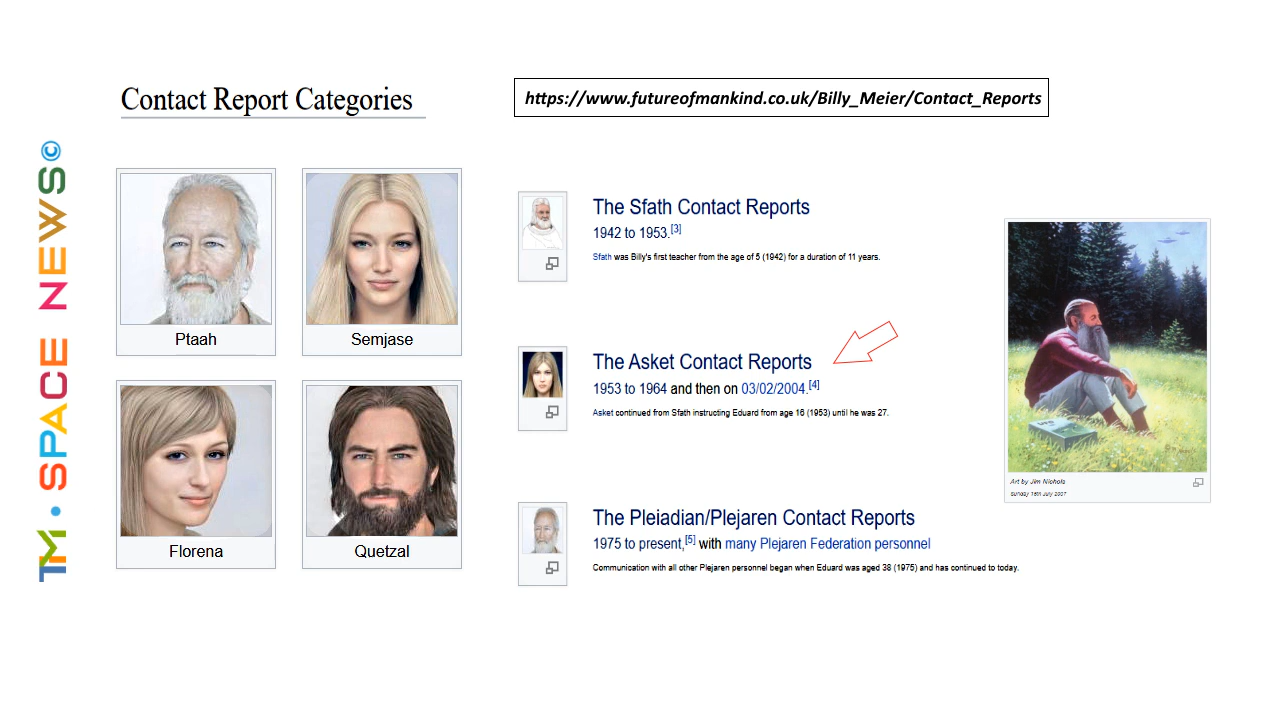 Contact Report Categories
https://www.futureofmankind.co.uk/Billy_Meier/Contact_Reports
TM • SPACE NEWS©
Ptaah
Semjase
Florena
Quetzal
The Sfath Contact Reports
1942 to 1953.[3]
Sfath was Billy's first teacher from the age of 5 (1942) for a duration of 11 years.
The Asket Contact Reports
1953 to 1964 and then on 03/02/2004.[4]
Asket continued from Sfath instructing Eduard from age 16 (1953) until he was 27.
The Pleiadian/Plejaren Contact Reports
1975 to present,[5] with many Plejaren Federation personnel
Communication with all other Plejaren personnel began when Eduard was aged 38 (1975) and has continued to today.
Art by Jim Nichols
Sunday 15th July 2007